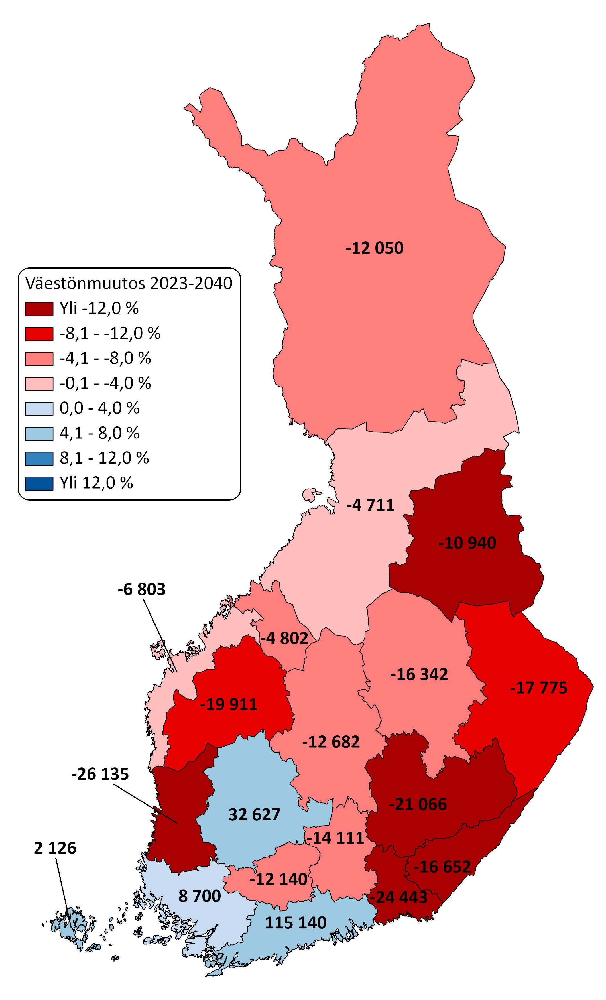 -12 050
Väestönmuutos 2023-2040
Yli -12,0 %
-8,1 - -12,0 %
-4,1 - -8,0 %
-0,1 - -4,0 %
0,0 - 4,0 %
4,1 - 8,0 %
8,1 - 12,0 %
Yli 12,0 %
-4 711
-10 940
-6 803
-4 802
-16 342
-17 775
-19 911
-12 682
-26 135
-21 066
32 627
-14 111
2 126
-16 652
-12 140
8 700
-24 443
115 140